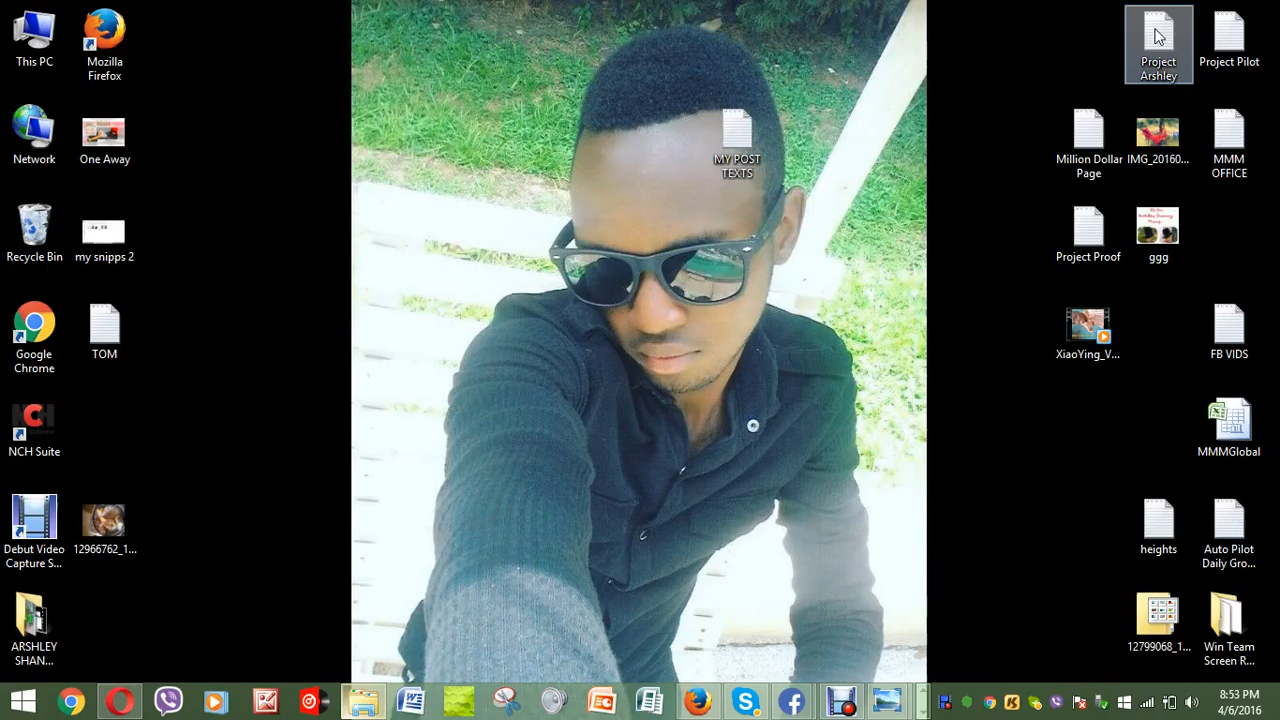 This PC
Mozilla
Firefox
Network
One Away
Recycle Bin
my snipps 2
Google
Chrome
TOM
NCH
NCH Suite
Debut Video
Capture S...
12966762_1...
ARSHLEY
SHAN...
MY POST
TEXTS
Project
Arshley
Project Pilot
Million Dollar
Page
IMG_20160...
MMM
OFFICE
Project Proof
ggg
XiaoYing_V...
FB VIDS
MMMGlobal
heights
Auto Pilot
Daily Gro...
12799068_1...
Win Team
Screen R...
8:53 PM
4/6/2016